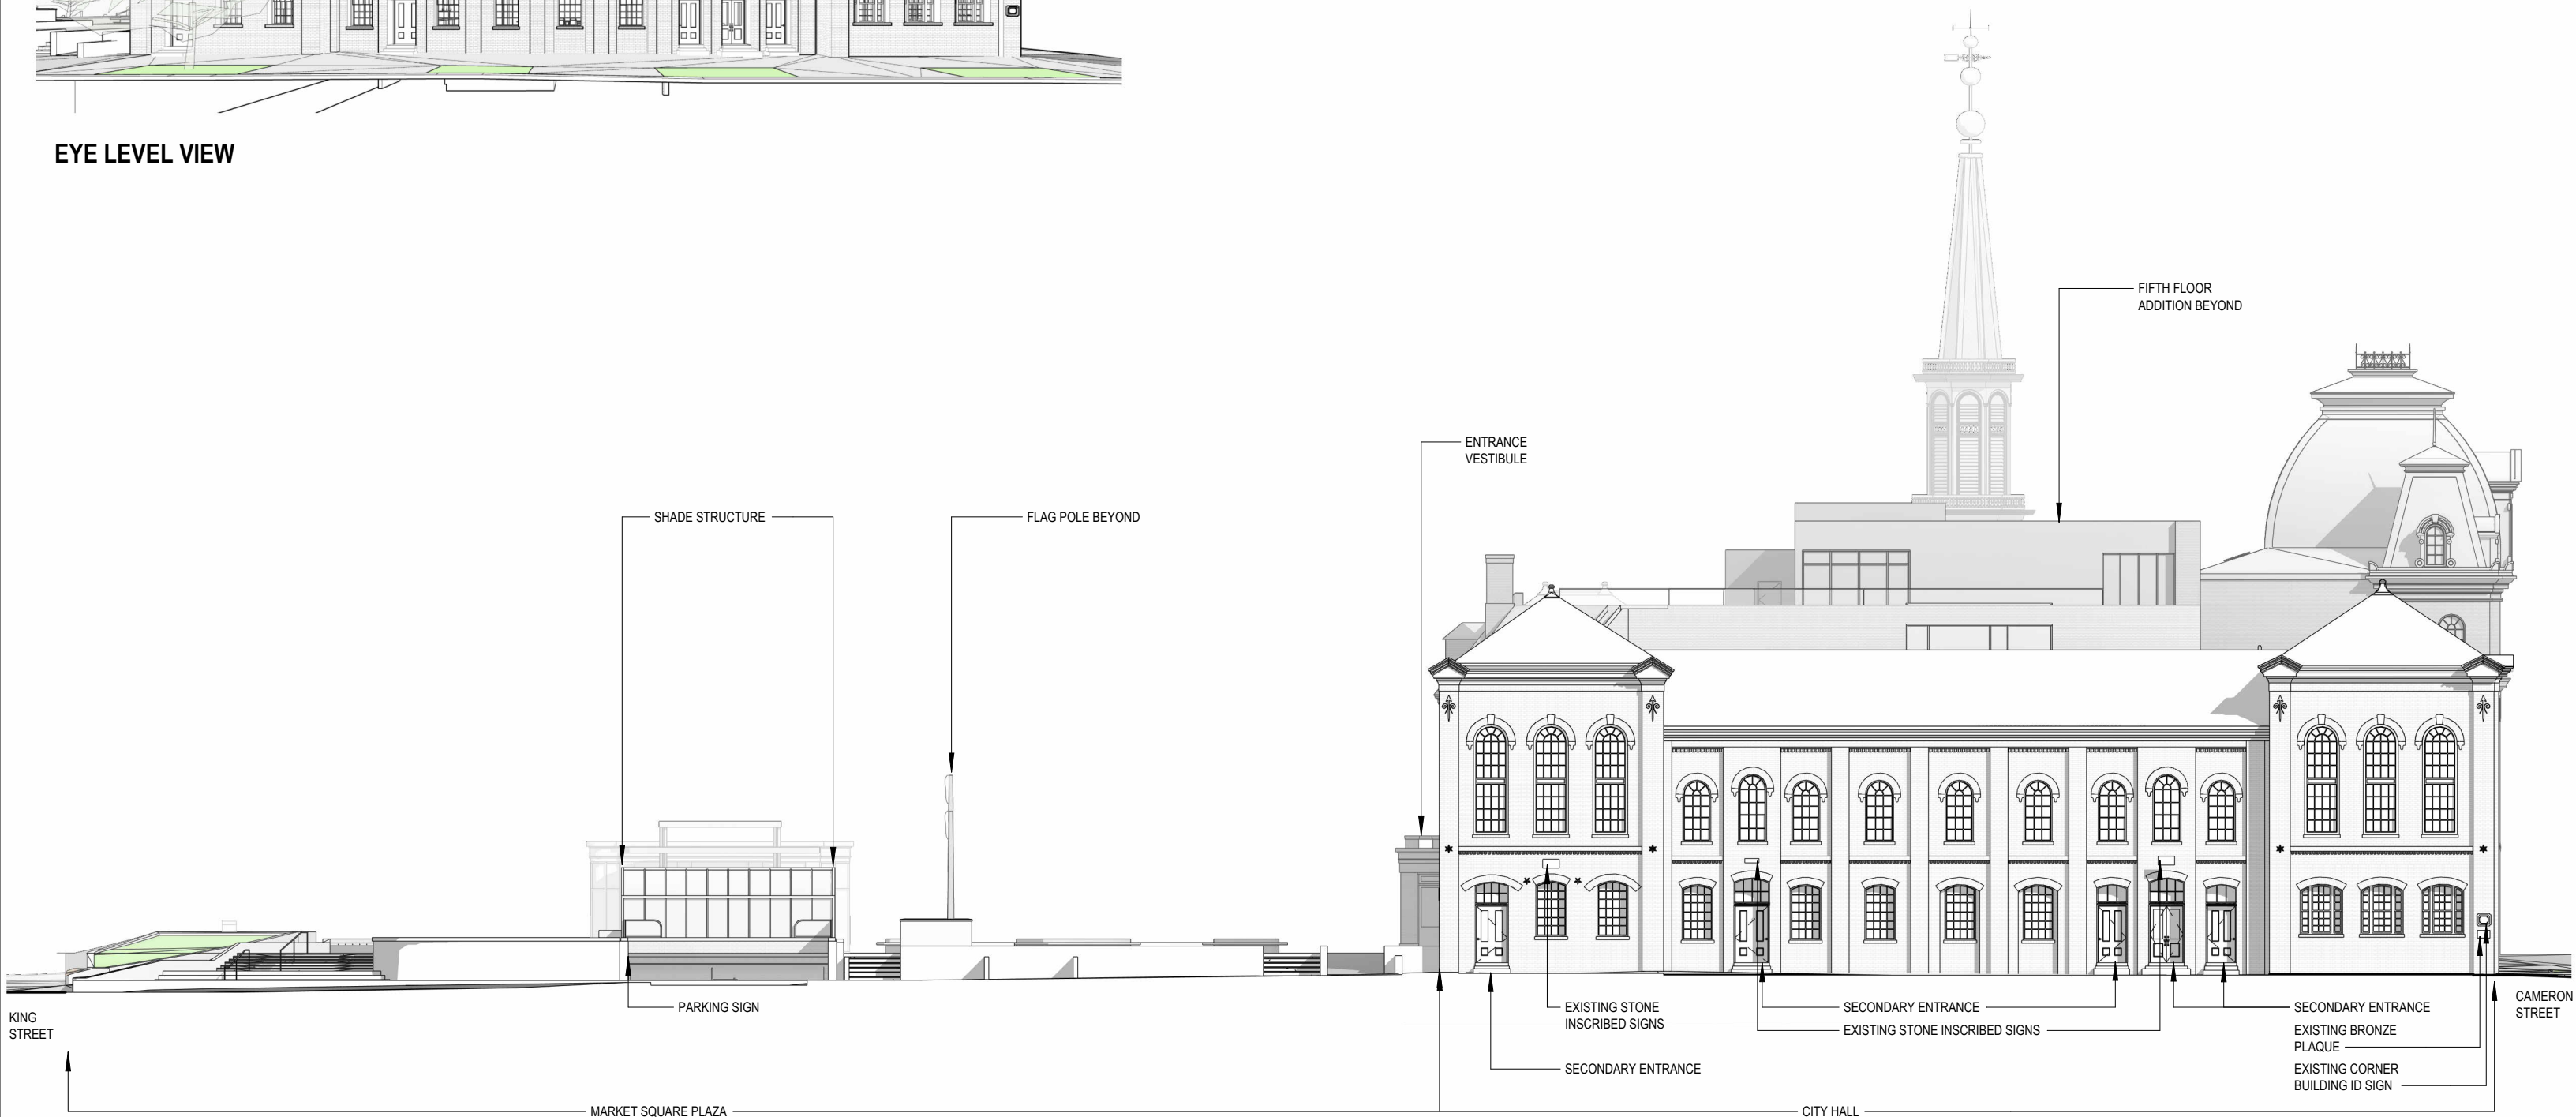 EYE LEVEL VIEW
FIFTH FLOOR
ADDITION BEYOND
ENTRANCE
VESTIBULE
SHADE STRUCTURE
FLAG POLE BEYOND
KING
STREET
PARKING SIGN
EXISTING STONE
INSCRIBED SIGNS
SECONDARY ENTRANCE
EXISTING STONE INSCRIBED SIGNS
SECONDARY ENTRANCE
CAMERON
STREET
EXISTING BRONZE
PLAQUE
SECONDARY ENTRANCE
EXISTING CORNER
BUILDING ID SIGN
MARKET SQUARE PLAZA
CITY HALL